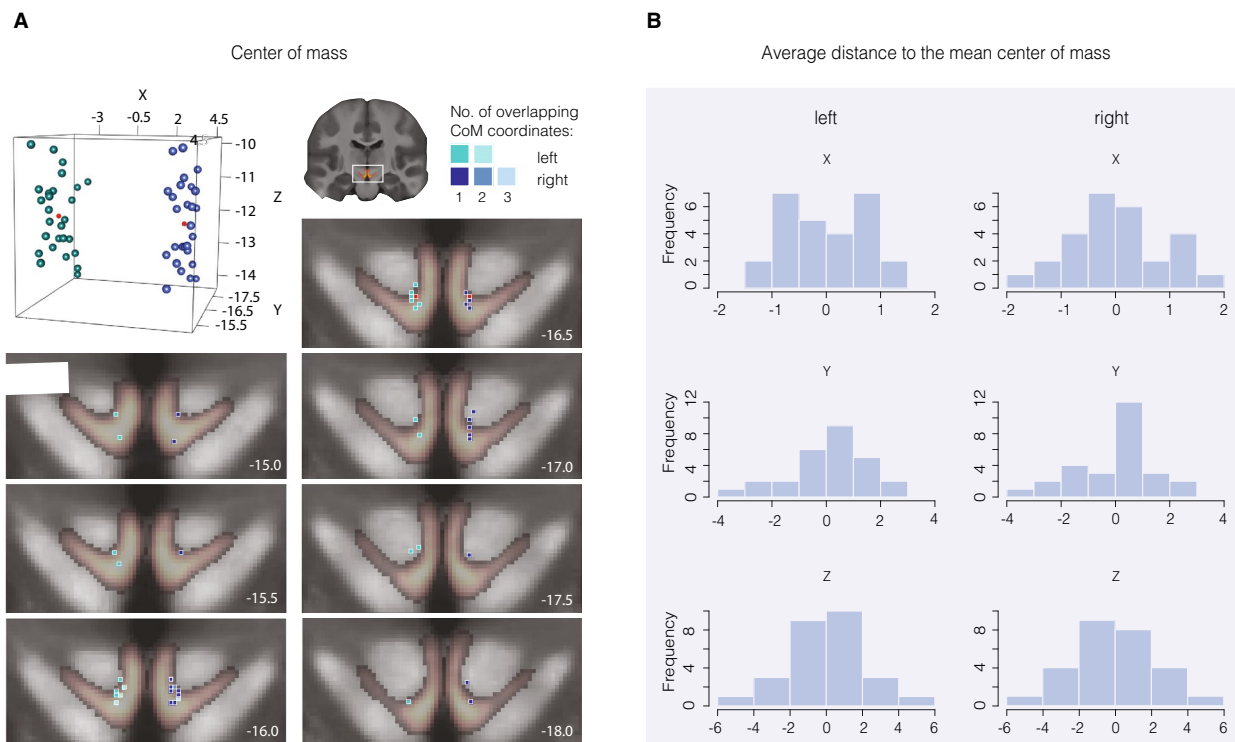 A
Center of mass
X
-3 -0.5 2 4.5
4
-10
-11
Z
-12
-13
-14
-17.5
-16.5 Y
-15.5
No. of overlapping
CoM coordinates:
left
right
1 2 3
-16.5
-15.0
-17.0
-15.5
-17.5
-16.0
-18.0
B
Average distance to the mean center of mass
left right
X X
Frequency
0 2 4 6
0 2 4 6
-2 -1 0 1 2
-2 -1 0 1 2
Y Y
Frequency
0 4 8 12
0 4 8 12
-4 -2 0 2 4
-4 -2 0 2 4
Z Z
Frequency
0 4 8
0 4 8
-6 -4 -2 0 2 4 6
-6 -4 -2 0 2 4 6